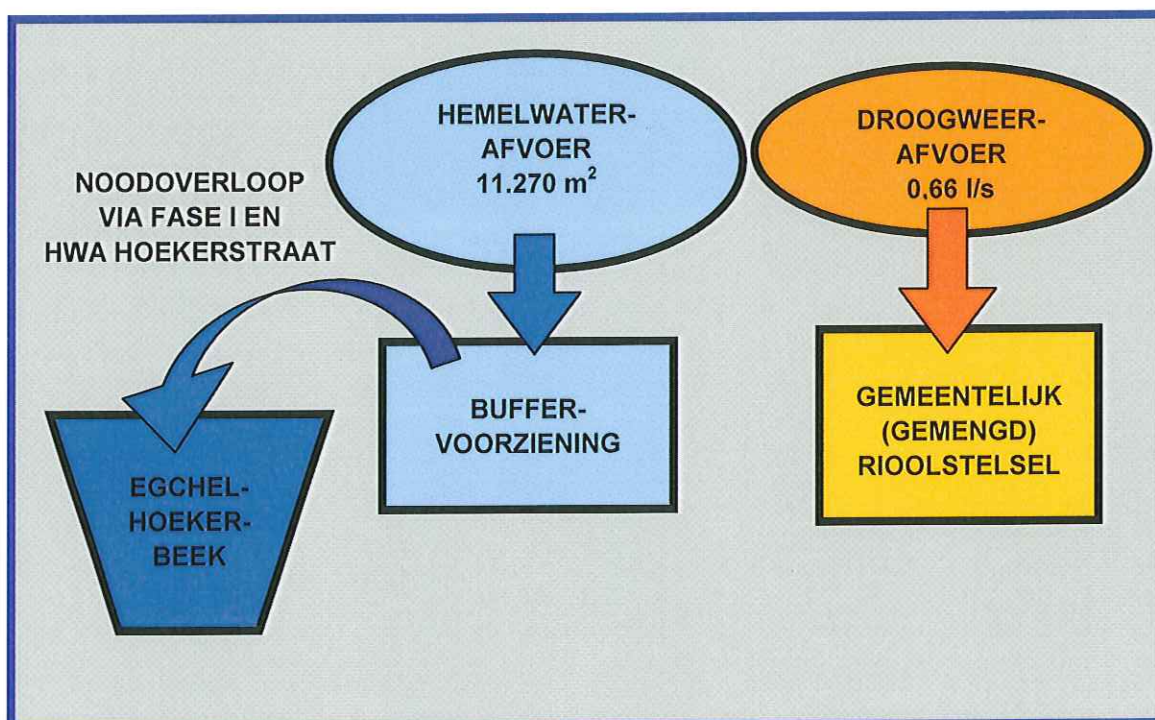 HEMELWATER-
AFVOER
11.270 m²
DROOGWEER-
AFVOER
0,66 l/s
NOODOVERLOOP
VIA FASE I EN
HWA HOEKERSTRAAT
BUFFER-
VOORZIENING
GEMEENTELIJK
(GEMENGD)
RIOOLSTELSEL
EGCHEL-
HOEKER-
BEEK